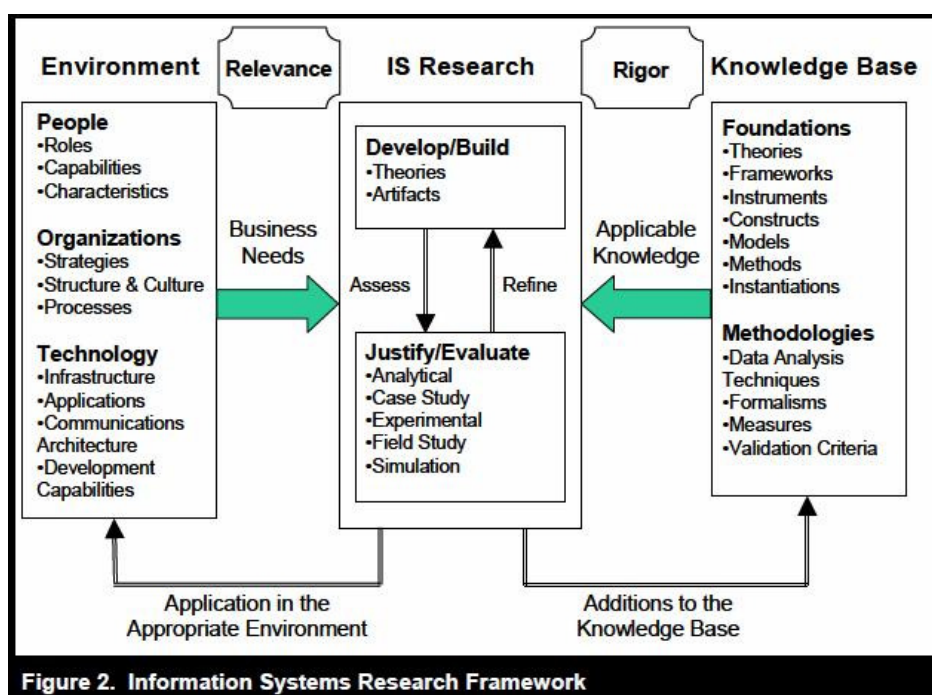 Environment
Relevance
IS Research
Rigor
Knowledge Base
People
•Roles
•Capabilities
•Characteristics
Organizations
•Strategies
•Structure & Culture
•Processes
Technology
•Infrastructure
•Applications
•Communications
Architecture
•Development
Capabilities
Business
Needs
Develop/Build
•Theories
•Artifacts
Assess
Refine
Justify/Evaluate
•Analytical
•Case Study
•Experimental
•Field Study
•Simulation
Applicable
Knowledge
Foundations
•Theories
•Frameworks
•Instruments
•Constructs
•Models
•Methods
•Instantiations
Methodologies
•Data Analysis
Techniques
•Formalisms
•Measures
•Validation Criteria
Application in the
Appropriate Environment
Additions to the
Knowledge Base
Figure 2. Information Systems Research Framework